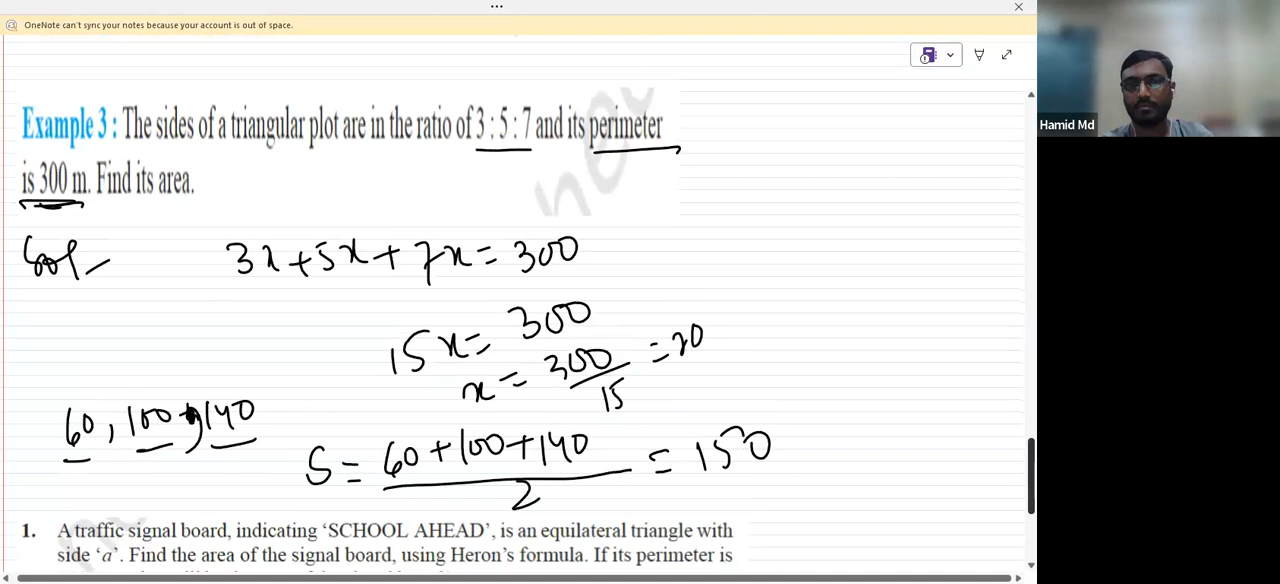 OneNote can't sync your notes because your account is out of space.
Hamid Md
Example 3 : The sides of a triangular plot are in the ratio of 3 : 5 : 7 and its perimeter
is 300 m. Find its area.
Sol
3x+5x+7x=300
15x=300
x=300/15=20
60, 100, 140
S=60+100+140/2=150
1. A traffic signal board, indicating 'SCHOOL AHEAD', is an equilateral triangle with
side 'a'. Find the area of the signal board, using Heron's formula. If its perimeter is